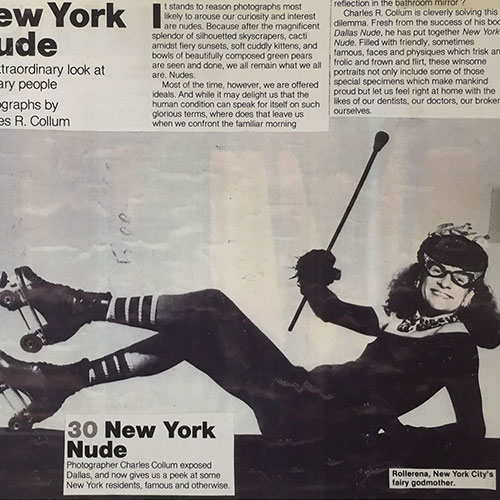 ew York
ude
traordinary look at
ary people
ographs by
es R. Collum
It stands to reason photographs most
likely to arouse our curiosity and interest
are nudes. Because after the magnificent
splendor of silhouetted skyscrapers, cacti
amidst fiery sunsets, soft cuddly kittens, and
bowls of beautifully composed green pears
are seen and done, we all remain what we all
are. Nudes.
Most of the time, however, we are offered
ideals. And while it may delight us that the
human condition can speak for itself on such
glorious terms, where does that leave us
when we confront the familiar morning
reflection in the bathroom mirror?
Charles R. Collum is cleverly solving this
dilemma. Fresh from the success of his bo
Dallas Nude, he has put together New York
Nude. Filled with friendly, sometimes
famous, faces and physiques which frisk an
frolic and frown and flirt, these winsome
portraits not only include some of those
special specimens which make mankind
proud but let us feel right at home with the
likes of our dentists, our doctors, our broker
ourselves.
30 New York
Nude
Photographer Charles Collum exposed
Dallas, and now gives us a peek at some
New York residents, famous and otherwise.
Rollerena, New York City's
fairy godmother.